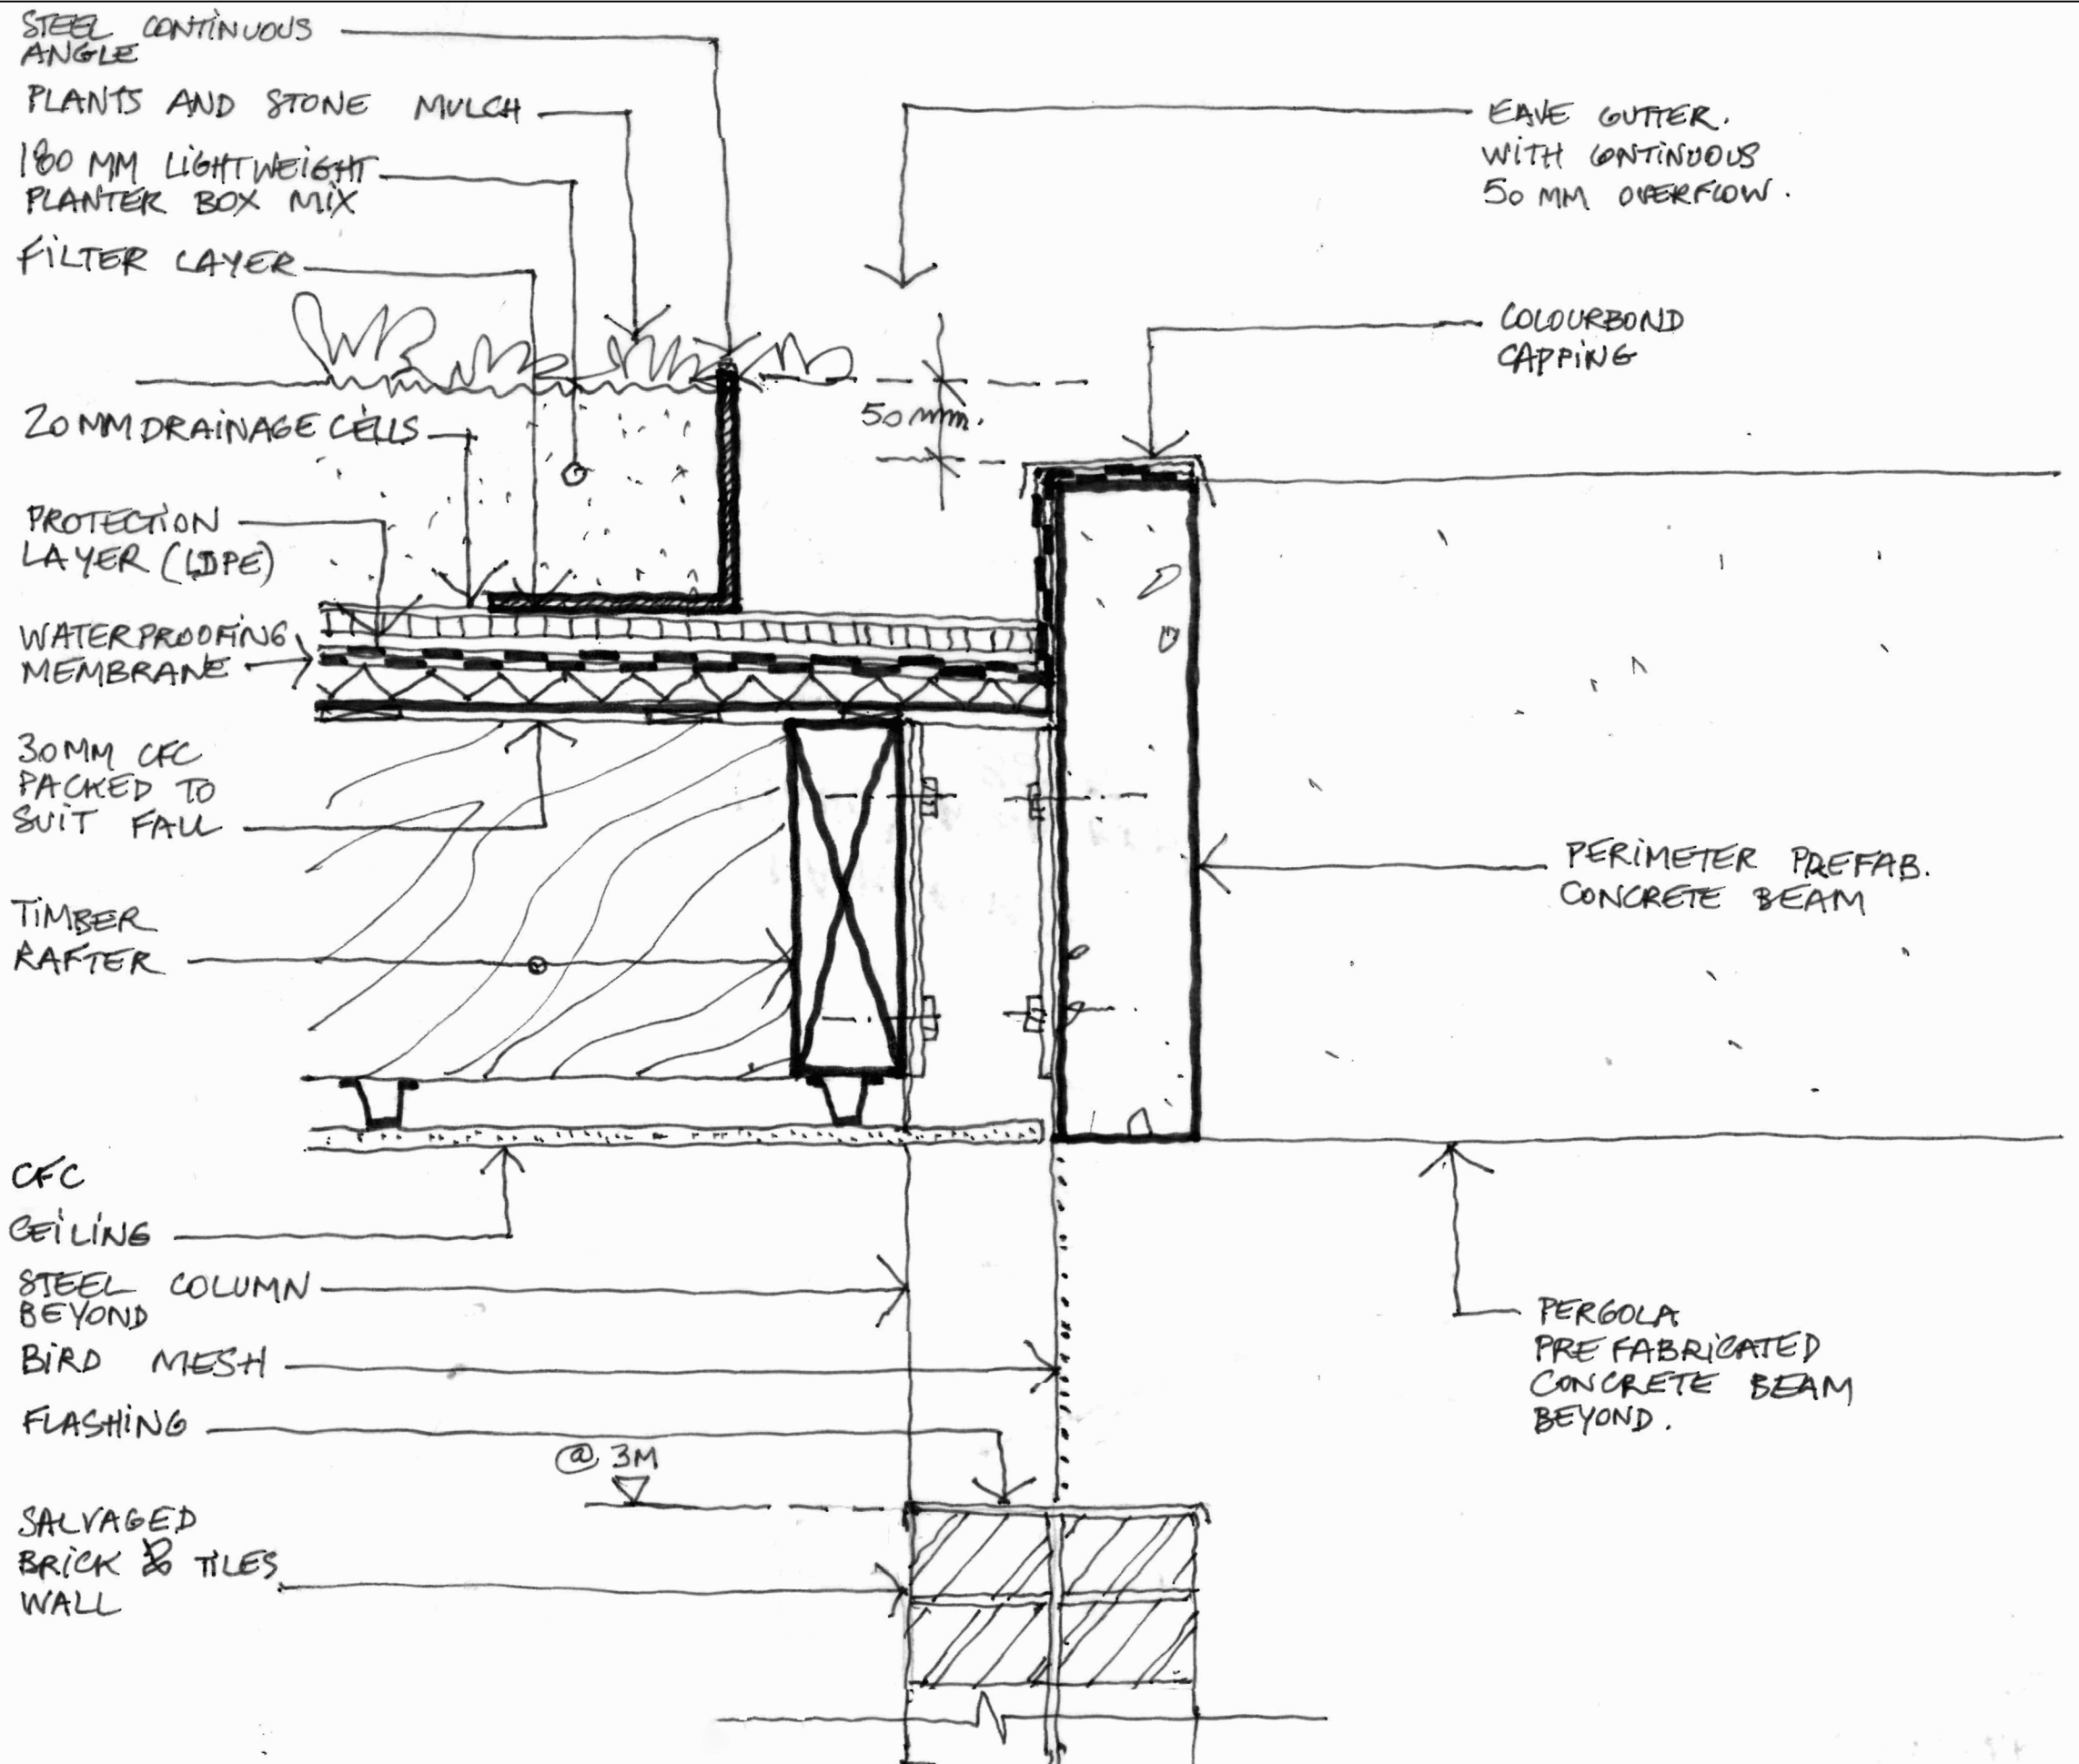 STEEL CONTINUOUS
ANGLE
PLANTS AND STONE MULCH
180 MM LIGHTWEIGHT
PLANTER BOX MIX
FILTER LAYER
20 MM DRAINAGE CELLS
PROTECTION
LAYER (LDPE)
WATERPROOFING
MEMBRANE
30MM CFC
PACKED TO
SUIT FALL
TIMBER
RAFTER
CFC
CEILING
STEEL COLUMN
BEYOND
BIRD MESH
FLASHING
@ 3M
SALVAGED
BRICK & TILES
WALL
50mm.
EAVE GUTTER.
WITH CONTINUOUS
50 MM OVERFLOW.
COLOURBOND
CAPPING
PERIMETER PREFAB.
CONCRETE BEAM
PERGOLA
PREFABRICATED
CONCRETE BEAM
BEYOND.